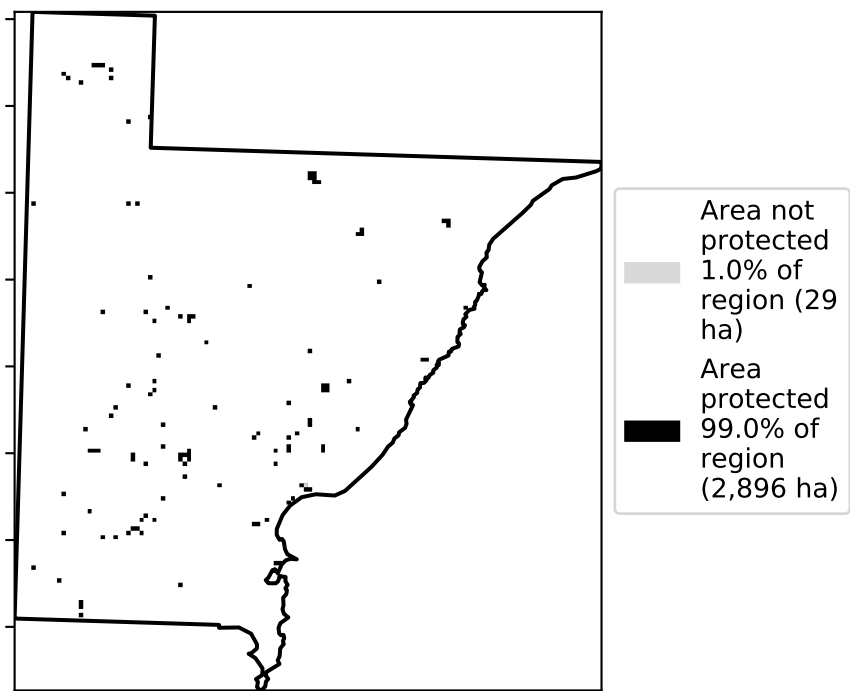 Area not
protected
1.0% of
region (29
ha)
Area
protected
99.0% of
region
(2,896 ha)